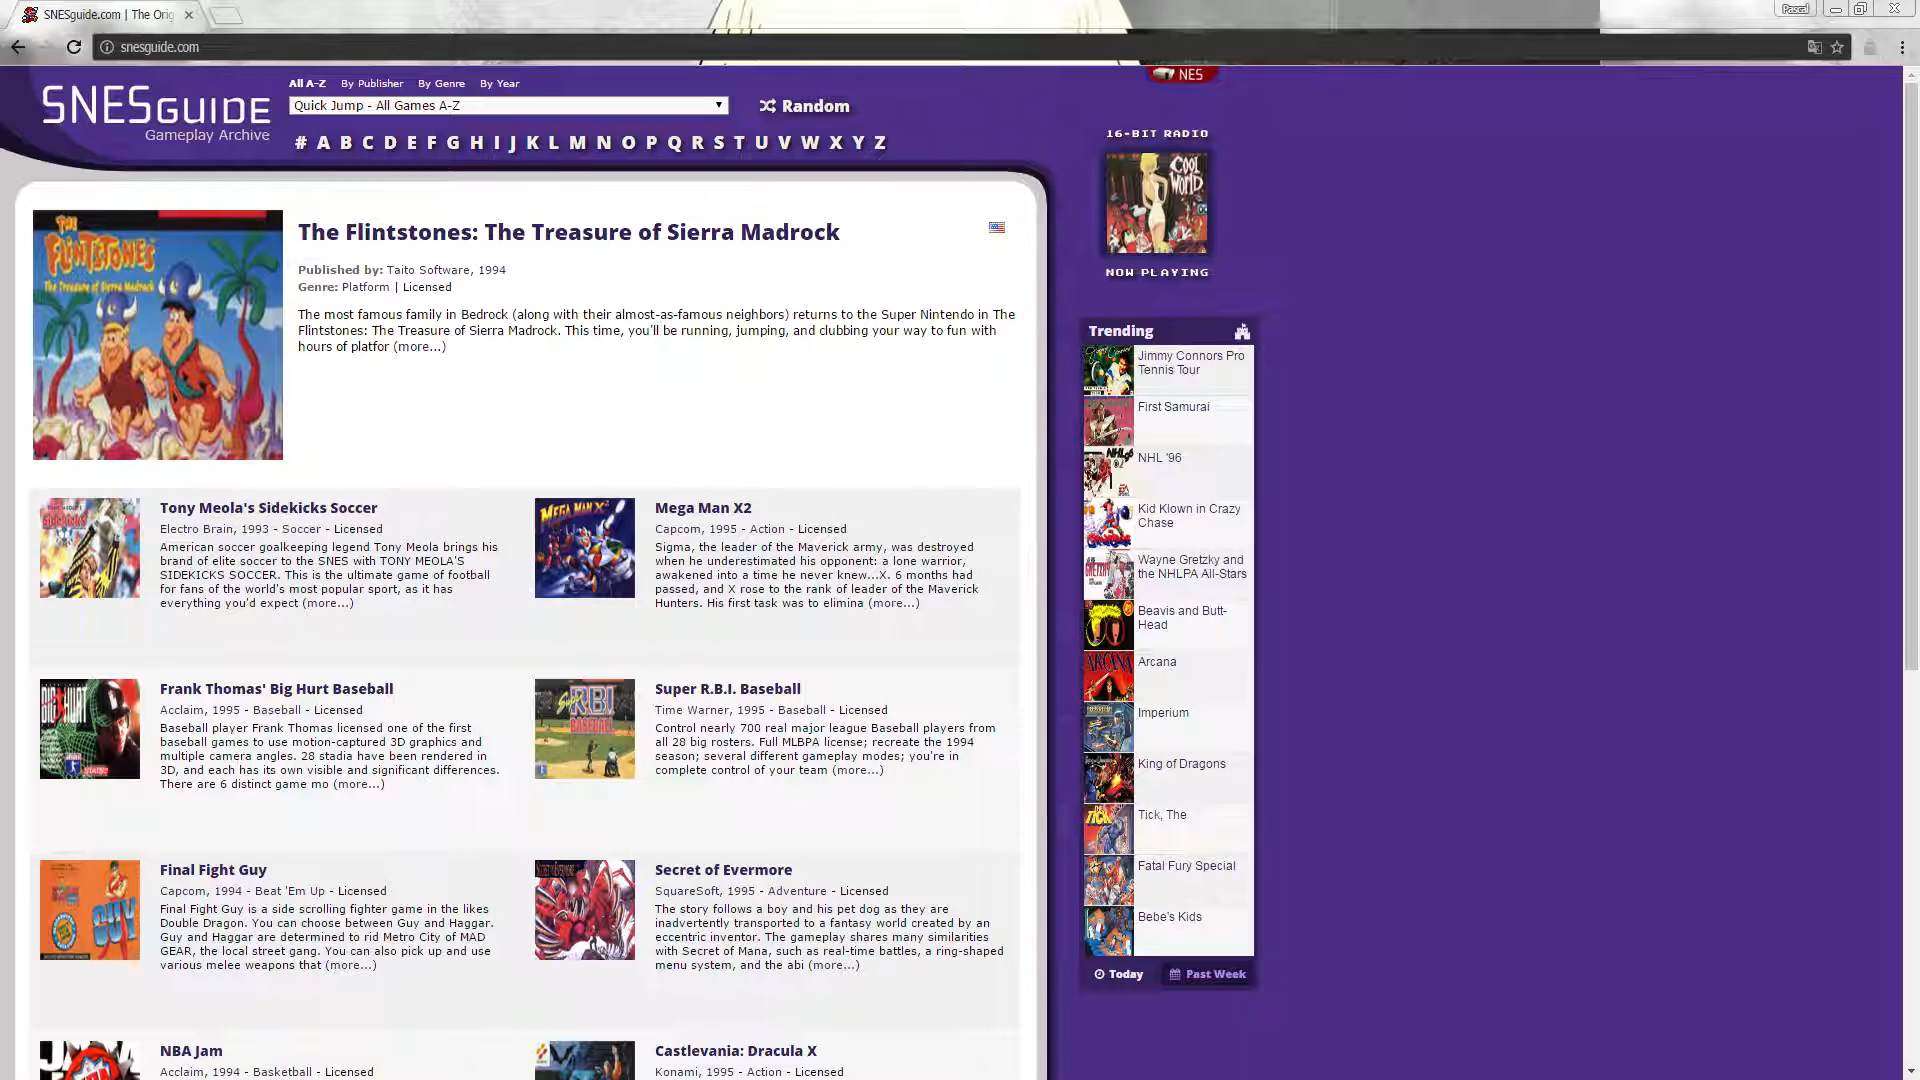 SNESguide.com | The Orig
Pascal
snesguide.com
SNESGUIDE
Gameplay Archive
All A-Z By Publisher By Genre By Year
Quick Jump - All Games A-Z
Random
# A B C D E F G H I J K L M N O P Q R S T U V W X Y Z
NES
16-BIT RADIO
COOL WORLD
NOW PLAYING
THE FLINTSTONES
The Treasure of Sierra Madrock
The Flintstones: The Treasure of Sierra Madrock
Published by: Taito Software, 1994
Genre: Platform | Licensed
The most famous family in Bedrock (along with their almost-as-famous neighbors) returns to the Super Nintendo in The
Flintstones: The Treasure of Sierra Madrock. This time, you'll be running, jumping, and clubbing your way to fun with
hours of platfor (more...)
Tony Meola's Sidekicks Soccer
Electro Brain, 1993 - Soccer - Licensed
American soccer goalkeeping legend Tony Meola brings his
brand of elite soccer to the SNES with TONY MEOLA'S
SIDEKICKS SOCCER. This is the ultimate game of football
for fans of the world's most popular sport, as it has
everything you'd expect (more...)
MEGA MAN X2
Mega Man X2
Capcom, 1995 - Action - Licensed
Sigma, the leader of the Maverick army, was destroyed
when he underestimated his opponent: a lone warrior,
awakened into a time he never knew...X. 6 months had
passed, and X rose to the rank of leader of the Maverick
Hunters. His first task was to elimina (more...)
BIG HURT
Frank Thomas' Big Hurt Baseball
Acclaim, 1995 - Baseball - Licensed
Baseball player Frank Thomas licensed one of the first
baseball games to use motion-captured 3D graphics and
multiple camera angles. 28 stadia have been rendered in
3D, and each has its own visible and significant differences.
There are 6 distinct game mo (more...)
Super RBI BASEBALL
Super R.B.I. Baseball
Time Warner, 1995 - Baseball - Licensed
Control nearly 700 real major league Baseball players from
all 28 big rosters. Full MLBPA license; recreate the 1994
season; several different gameplay modes; you're in
complete control of your team (more...)
GUY
Final Fight Guy
Capcom, 1994 - Beat 'Em Up - Licensed
Final Fight Guy is a side scrolling fighter game in the likes
Double Dragon. You can choose between Guy and Haggar.
Guy and Haggar are determined to rid Metro City of MAD
GEAR, the local street gang. You can also pick up and use
various melee weapons that (more...)
Secret of Evermore
SquareSoft, 1995 - Adventure - Licensed
The story follows a boy and his pet dog as they are
inadvertently transported to a fantasy world created by an
eccentric inventor. The gameplay shares many similarities
with Secret of Mana, such as real-time battles, a ring-shaped
menu system, and the abi (more...)
NBA Jam
Acclaim, 1994 - Basketball - Licensed
Castlevania: Dracula X
Konami, 1995 - Action - Licensed
Trending
Jimmy Connors Pro
Tennis Tour
First Samurai
NHL '96
Kid Klown in Crazy
Chase
Wayne Gretzky and
the NHLPA All-Stars
Beavis and Butt-
Head
ARCANA
Arcana
Imperium
King of Dragons
TICK
Tick, The
Fatal Fury Special
Bebe's Kids
Today
Past Week